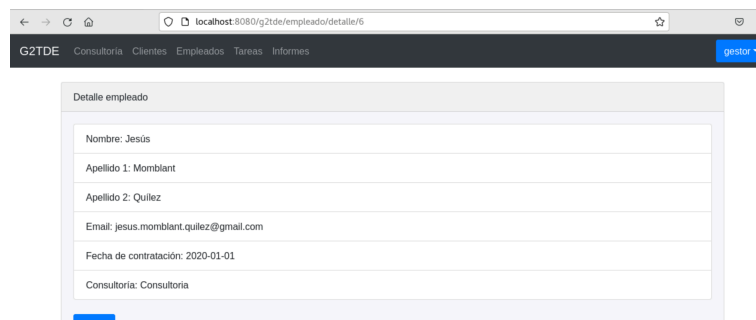 localhost:8080/g2tde/empleado/detalle/6
G2TDE Consultoría Clientes Empleados Tareas Informes gestor
Detalle empleado
Nombre: Jesús
Apellido 1: Momblant
Apellido 2: Quílez
Email: jesus.momblant.quilez@gmail.com
Fecha de contratación: 2020-01-01
Consultoría: Consultoria